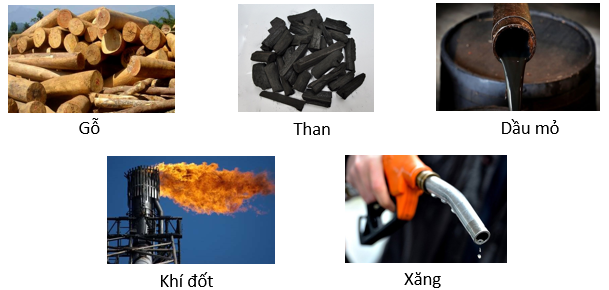 Gỗ
Than
Dầu mỏ
Khí đốt
Xăng